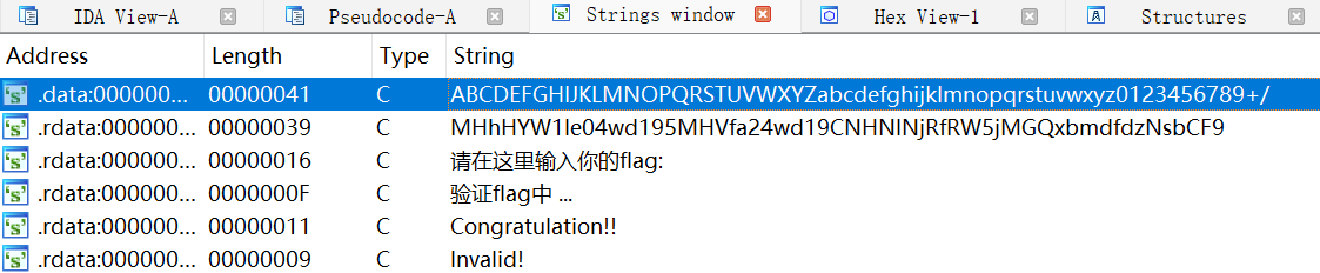 IDA View-A Pseudocode-A Strings window Hex View-1 Structures
Address Length Type String
.data:000000... 00000041 C ABCDEFGHIJKLMNOPQRSTUVWXYZabcdefghijklmnopqrstuvwxyz0123456789+/
.rdata:000000... 00000039 C MHhHYW1le04wd195MHVfa24wd19CNHNlNjRfRW5jMGQxbmdfdzNsbCF9
.rdata:000000... 00000016 C 请在这里输入你的flag:
.rdata:000000... 0000000F C 验证flag中 ...
.rdata:000000... 00000011 C Congratulation!!
.rdata:000000... 00000009 C Invalid!